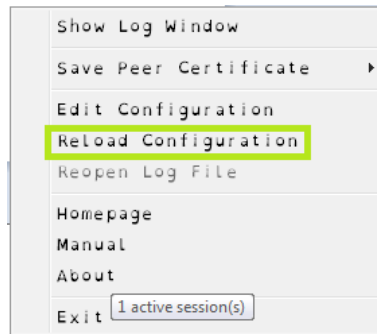 Show Log Window
Save Peer Certificate
Edit Configuration
Reload Configuration
Reopen Log File
Homepage
Manual
About
1 active session(s)
Exit